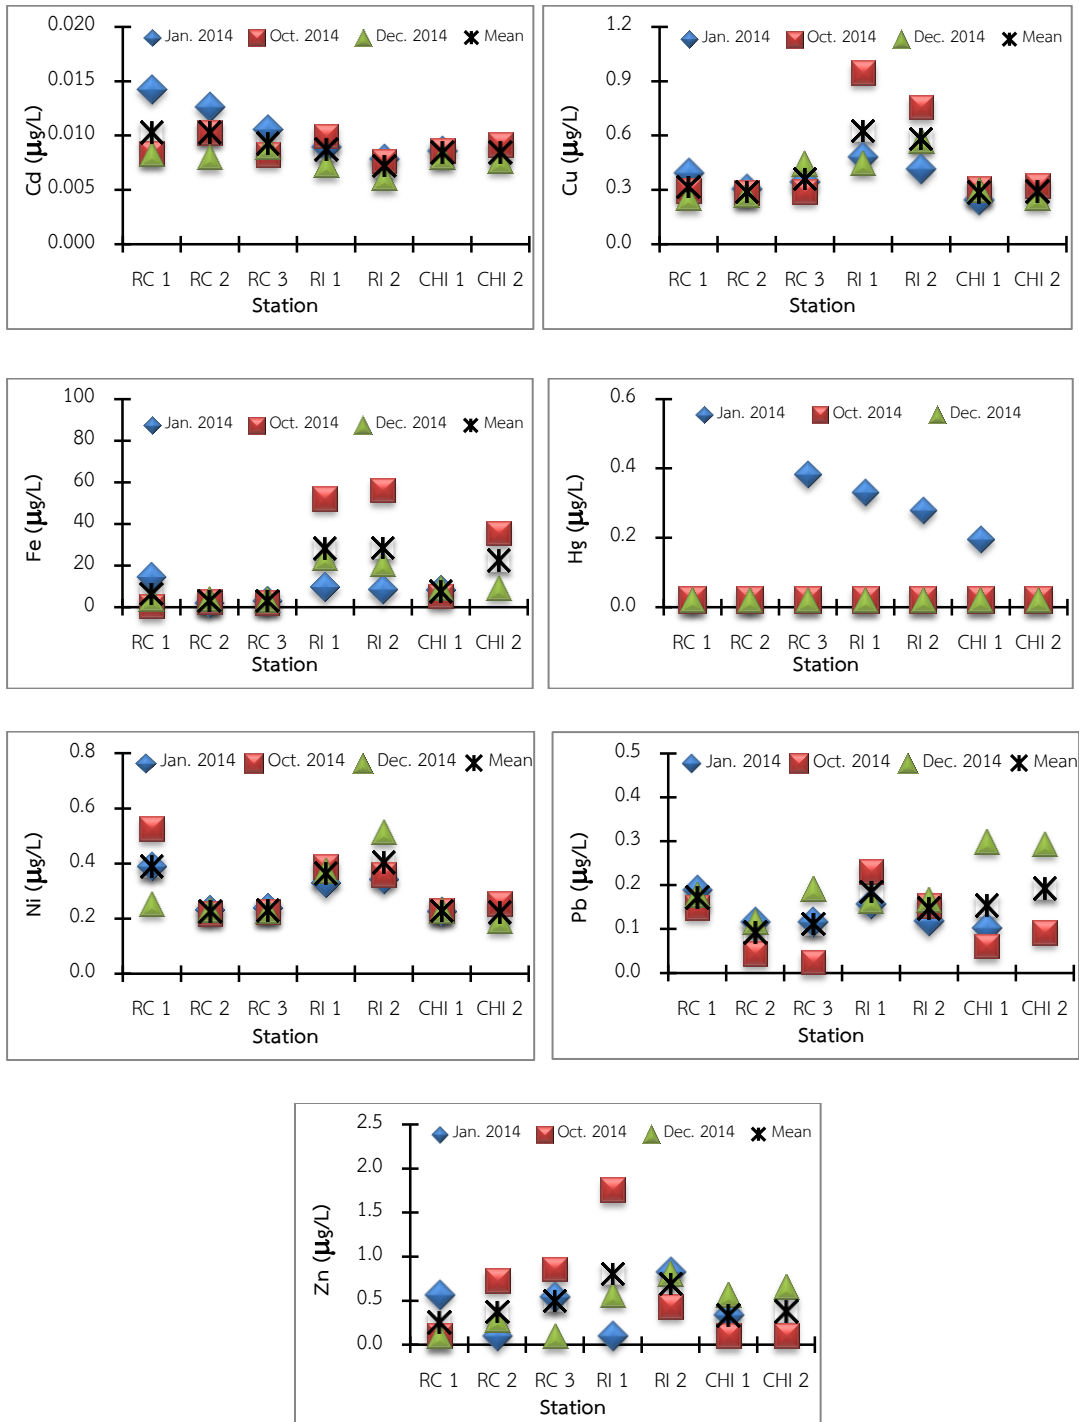 Cd (µg/L)
0.020
0.015
0.010
0.005
0.000
Jan. 2014 Oct. 2014 Dec. 2014 Mean
RC 1 RC 2 RC 3 RI 1 RI 2 CHI 1 CHI 2
Station
Cu (µg/L)
1.2
0.9
0.6
0.3
0.0
Jan. 2014 Oct. 2014 Dec. 2014 Mean
RC 1 RC 2 RC 3 RI 1 RI 2 CHI 1 CHI 2
Station
Fe (µg/L)
100
80
60
40
20
0
Jan. 2014 Oct. 2014 Dec. 2014 Mean
RC 1 RC 2 RC 3 RI 1 RI 2 CHI 1 CHI 2
Station
Hg (µg/L)
0.6
0.4
0.2
0.0
Jan. 2014 Oct. 2014 Dec. 2014
RC 1 RC 2 RC 3 RI 1 RI 2 CHI 1 CHI 2
Station
Ni (µg/L)
0.8
0.6
0.4
0.2
0.0
Jan. 2014 Oct. 2014 Dec. 2014 Mean
RC 1 RC 2 RC 3 RI 1 RI 2 CHI 1 CHI 2
Station
Pb (µg/L)
0.5
0.4
0.3
0.2
0.1
0.0
Jan. 2014 Oct. 2014 Dec. 2014 Mean
RC 1 RC 2 RC 3 RI 1 RI 2 CHI 1 CHI 2
Station
Zn (µg/L)
2.5
2.0
1.5
1.0
0.5
0.0
Jan. 2014 Oct. 2014 Dec. 2014 Mean
RC 1 RC 2 RC 3 RI 1 RI 2 CHI 1 CHI 2
Station